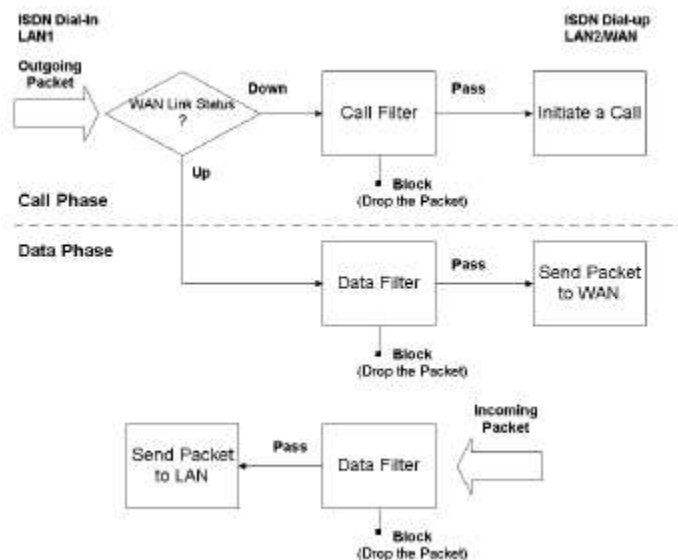 ISDN Dial-In
LAN1
ISDN Dial-up
LAN2/WAN
Outgoing
Packet
WAN Link Status
?
Down
Call Filter
Pass
Initiate a Call
Up
Block
(Drop the Packet)
Call Phase
Data Phase
Data Filter
Pass
Send Packet
to WAN
Block
(Drop the Packet)
Incoming
Packet
Send Packet
to LAN
Pass
Data Filter
Block
(Drop the Packet)